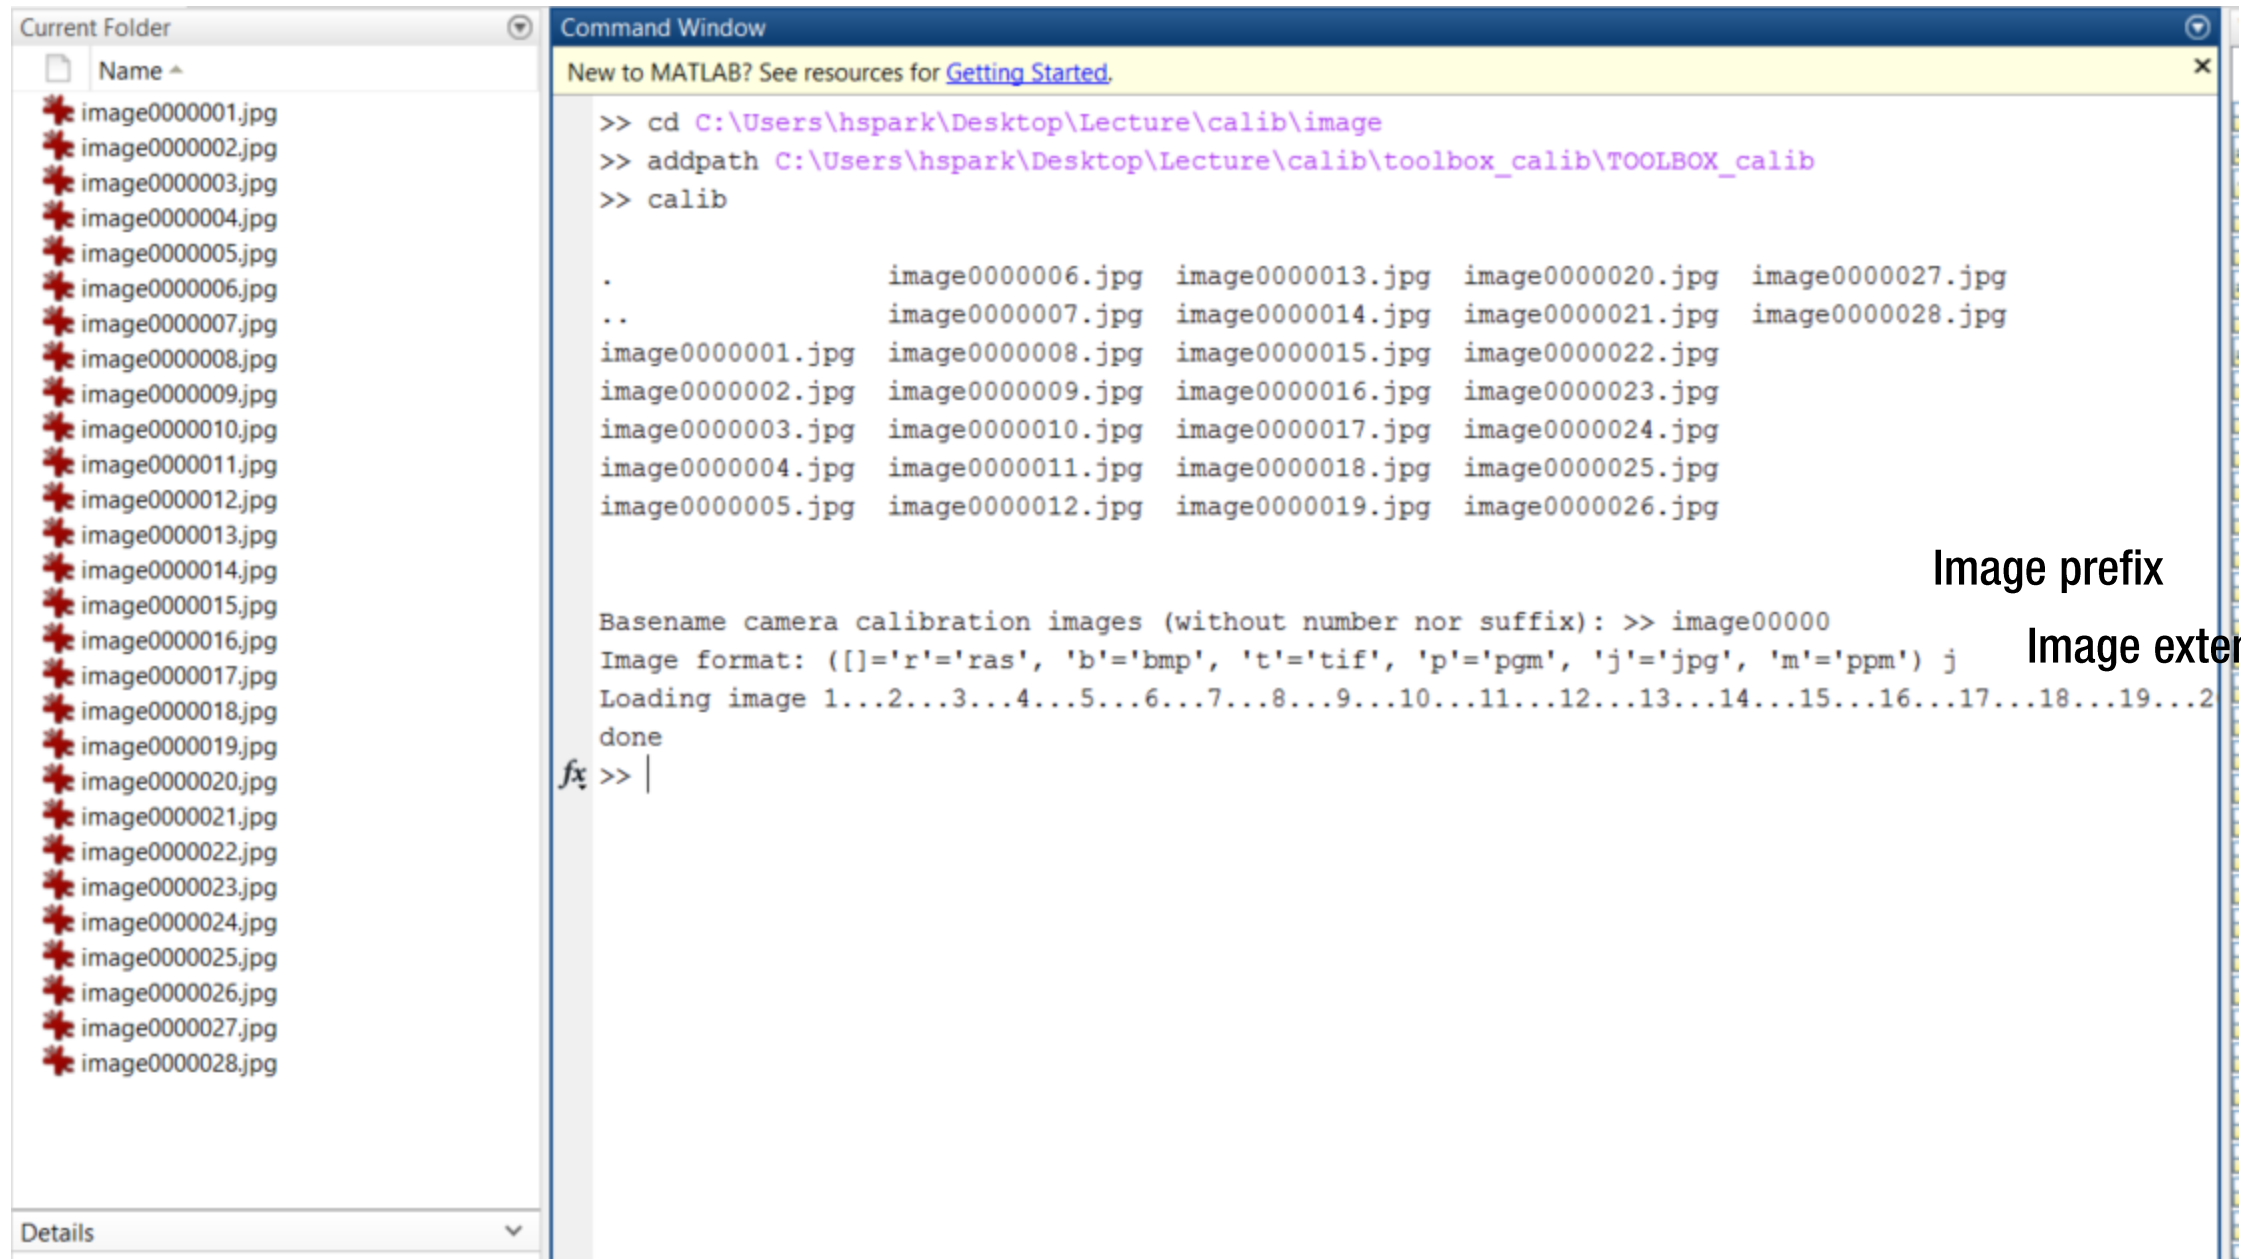 Current Folder
Name
image0000001.jpg
image0000002.jpg
image0000003.jpg
image0000004.jpg
image0000005.jpg
image0000006.jpg
image0000007.jpg
image0000008.jpg
image0000009.jpg
image0000010.jpg
image0000011.jpg
image0000012.jpg
image0000013.jpg
image0000014.jpg
image0000015.jpg
image0000016.jpg
image0000017.jpg
image0000018.jpg
image0000019.jpg
image0000020.jpg
image0000021.jpg
image0000022.jpg
image0000023.jpg
image0000024.jpg
image0000025.jpg
image0000026.jpg
image0000027.jpg
image0000028.jpg
Details
Command Window
New to MATLAB? See resources for Getting Started.
>> cd C:\Users\hspark\Desktop\Lecture\calib\image
>> addpath C:\Users\hspark\Desktop\Lecture\calib\toolbox_calib\TOOLBOX_calib
>> calib
. image0000006.jpg image0000013.jpg image0000020.jpg image0000027.jpg
.. image0000007.jpg image0000014.jpg image0000021.jpg image0000028.jpg
image0000001.jpg image0000008.jpg image0000015.jpg image0000022.jpg
image0000002.jpg image0000009.jpg image0000016.jpg image0000023.jpg
image0000003.jpg image0000010.jpg image0000017.jpg image0000024.jpg
image0000004.jpg image0000011.jpg image0000018.jpg image0000025.jpg
image0000005.jpg image0000012.jpg image0000019.jpg image0000026.jpg
Image prefix
Basename camera calibration images (without number nor suffix): >> image00000
Image format: ([]='r'='ras', 'b'='bmp', 't'='tif', 'p'='pgm', 'j'='jpg', 'm'='ppm') j
Image exte
Loading image 1...2...3...4...5...6...7...8...9...10...11...12...13...14...15...16...17...18...19...2
done
fx >>